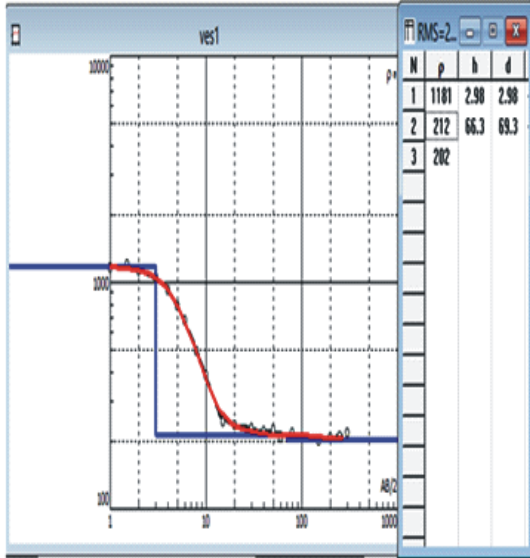 ves1
10000
ρ=
1000
100
AB/2
1
10
100
1000
RMS=2...
N ρ h d
1 1181 2.98 2.98
2 212 66.3 69.3
3 202